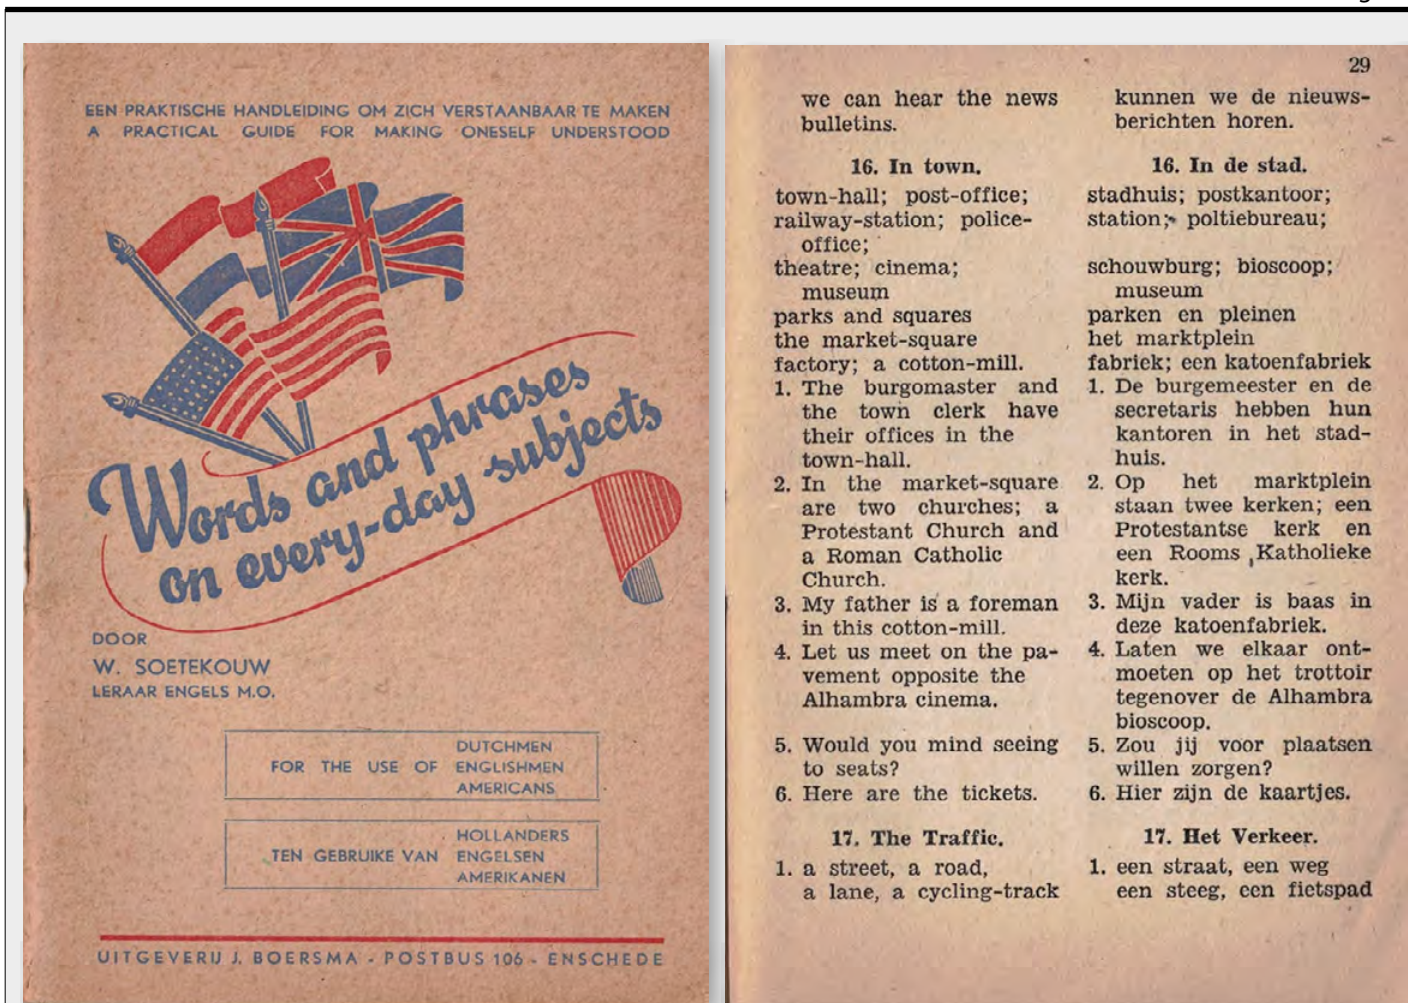 EEN PRAKTISCHE HANDLEIDING OM ZICH VERSTAANBAAR TE MAKEN
A PRACTICAL GUIDE FOR MAKING ONESELF UNDERSTOOD
Words and phrases
on every-day subjects
DOOR
W. SOETEKOUW
LERAAR ENGELS M.O.
DUTCHMEN
FOR THE USE OF ENGLISHMEN
AMERICANS
HOLLANDERS
TEN GEBRUIKE VAN ENGELSEN
AMERIKANEN
UITGEVERIJ J. BOERSMA - POSTBUS 106 - ENSCHEDE
29
we can hear the news
bulletins.
16. In town.
town-hall; post-office;
railway-station; police-
office;
theatre; cinema;
museum
parks and squares
the market-square
factory; a cotton-mill.
1. The burgomaster and
the town clerk have
their offices in the
town-hall.
2. In the market-square
are two churches; a
Protestant Church and
a Roman Catholic
Church.
3. My father is a foreman
in this cotton-mill.
4. Let us meet on the pa-
vement opposite the
Alhambra cinema.
5. Would you mind seeing
to seats?
6. Here are the tickets.
17. The Traffic.
1. a street, a road,
a lane, a cycling-track
kunnen we de nieuws-
berichten horen.
16. In de stad.
stadhuis; postkantoor;
station; poltiebureau;
schouwburg; bioscoop;
museum
parken en pleinen
het marktplein
fabriek; een katoenfabriek
1. De burgemeester en de
secretaris hebben hun
kantoren in het stad-
huis.
2. Op het marktplein
staan twee kerken; een
Protestantse kerk en
een Rooms Katholieke
kerk.
3. Mijn vader is baas in
deze katoenfabriek.
4. Laten we elkaar ont-
moeten op het trottoir
tegenover de Alhambra
bioscoop.
5. Zou jij voor plaatsen
willen zorgen?
6. Hier zijn de kaartjes.
17. Het Verkeer.
1. een straat, een weg
een steeg, een fietspad